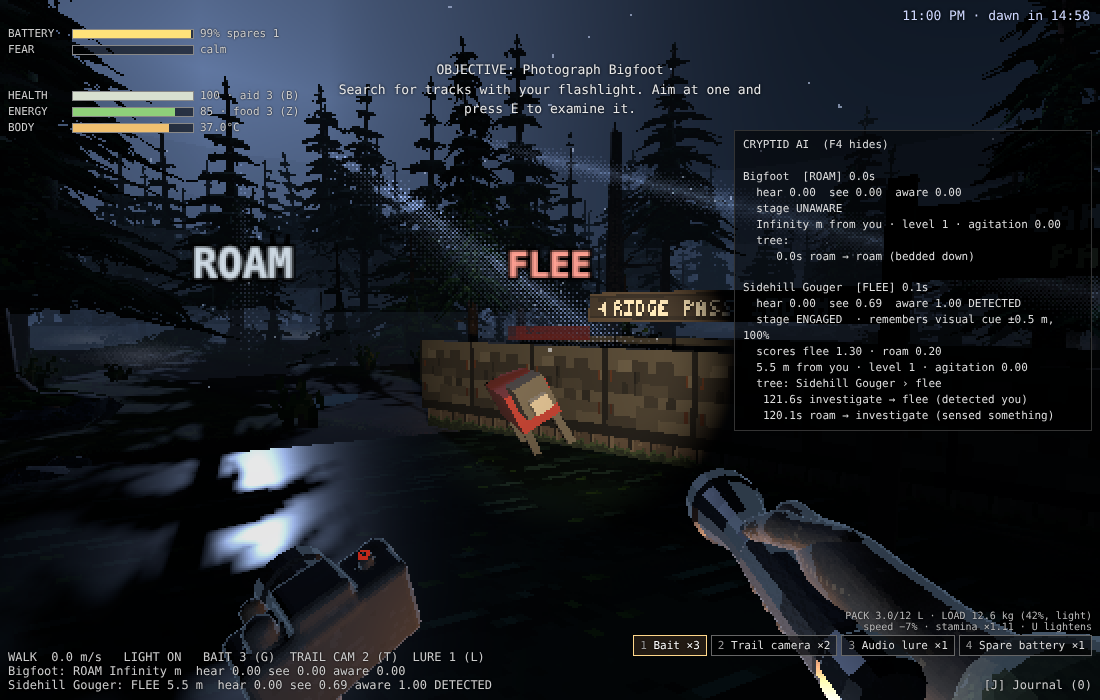 11:00 PM · dawn in 14:58
BATTERY 99% spares 1
FEAR calm
HEALTH 100 · aid 3 (B)
ENERGY 85 · food 3 (Z)
BODY 37.0°C
OBJECTIVE: Photograph Bigfoot
Search for tracks with your flashlight. Aim at one and
press E to examine it.
CRYPTID AI (F4 hides)
Bigfoot [ROAM] 0.0s
hear 0.00 see 0.00 aware 0.00
stage UNAWARE
Infinity m from you · level 1 · agitation 0.00
tree:
0.0s roam → roam (bedded down)
Sidehill Gouger [FLEE] 0.1s
hear 0.00 see 0.69 aware 1.00 DETECTED
stage ENGAGED · remembers visual cue ±0.5 m,
100%
scores flee 1.30 · roam 0.20
5.5 m from you · level 1 · agitation 0.00
tree: Sidehill Gouger › flee
121.6s investigate → flee (detected you)
120.1s roam → investigate (sensed something)
ROAM
FLEE
RIDGE PASS
PACK 3.0/12 L · LOAD 12.6 kg (42%, light)
speed −7% · stamina ×1.11 · U lightens
1 Bait ×3
2 Trail camera ×2
3 Audio lure ×1
4 Spare battery ×1
WALK 0.0 m/s LIGHT ON BAIT 3 (G) TRAIL CAM 2 (T) LURE 1 (L)
Bigfoot: ROAM Infinity m hear 0.00 see 0.00 aware 0.00
Sidehill Gouger: FLEE 5.5 m hear 0.00 see 0.69 aware 1.00 DETECTED
[J] Journal (0)